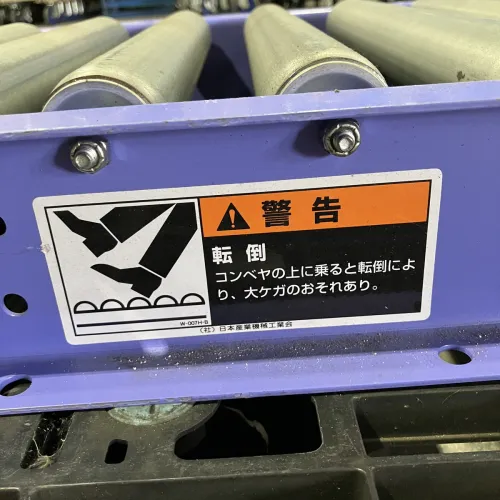 警告
転倒
コンベヤの上に乗ると転倒によ
り、大ケガのおそれあり。
W-007H-B
（社）日本産業機械工業会